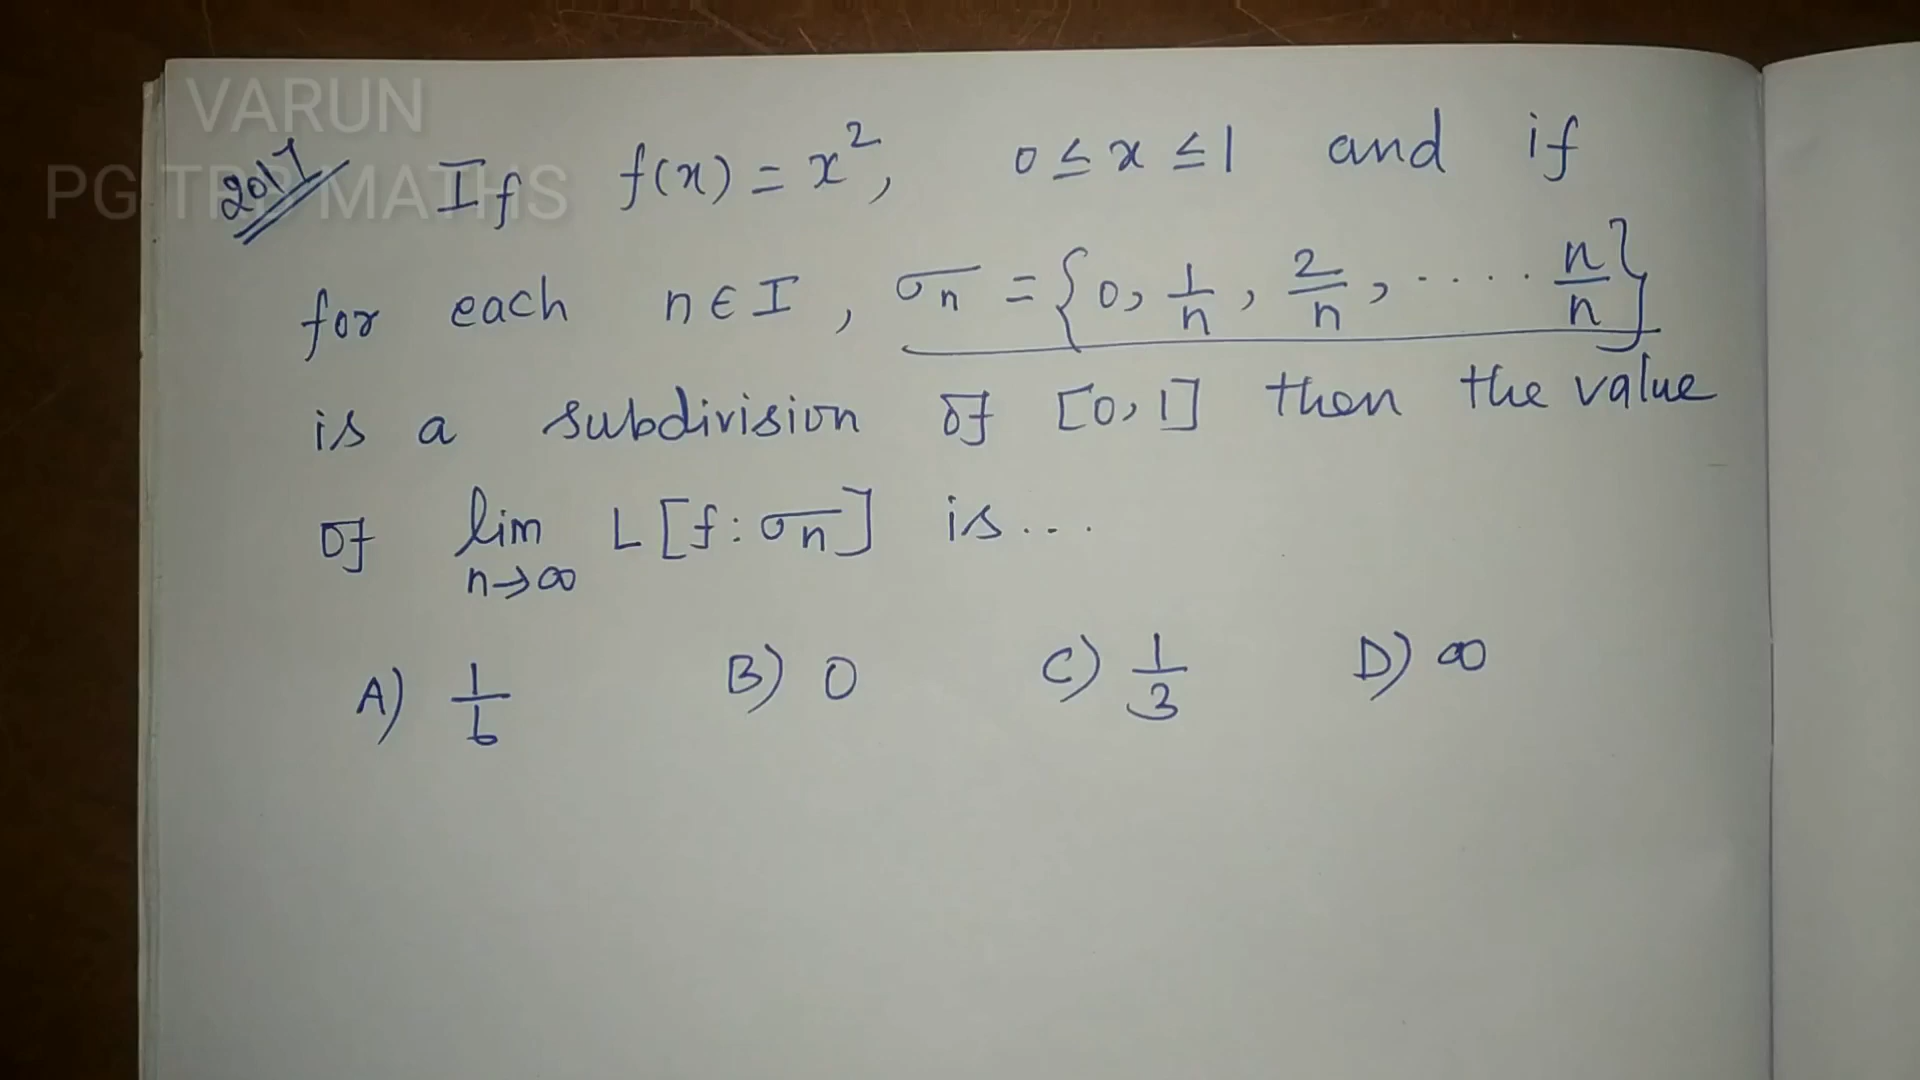 VARUN
PG TRB MATHS
2017
If f(x) = x², 0 ≤ x ≤ 1 and if
for each n ∈ I, σn = {0, 1/n, 2/n, .... n/n}
is a subdivision of [0,1] then the value
of lim n→∞ L[f:σn] is...
A) 1/6 B) 0 C) 1/3 D) ∞